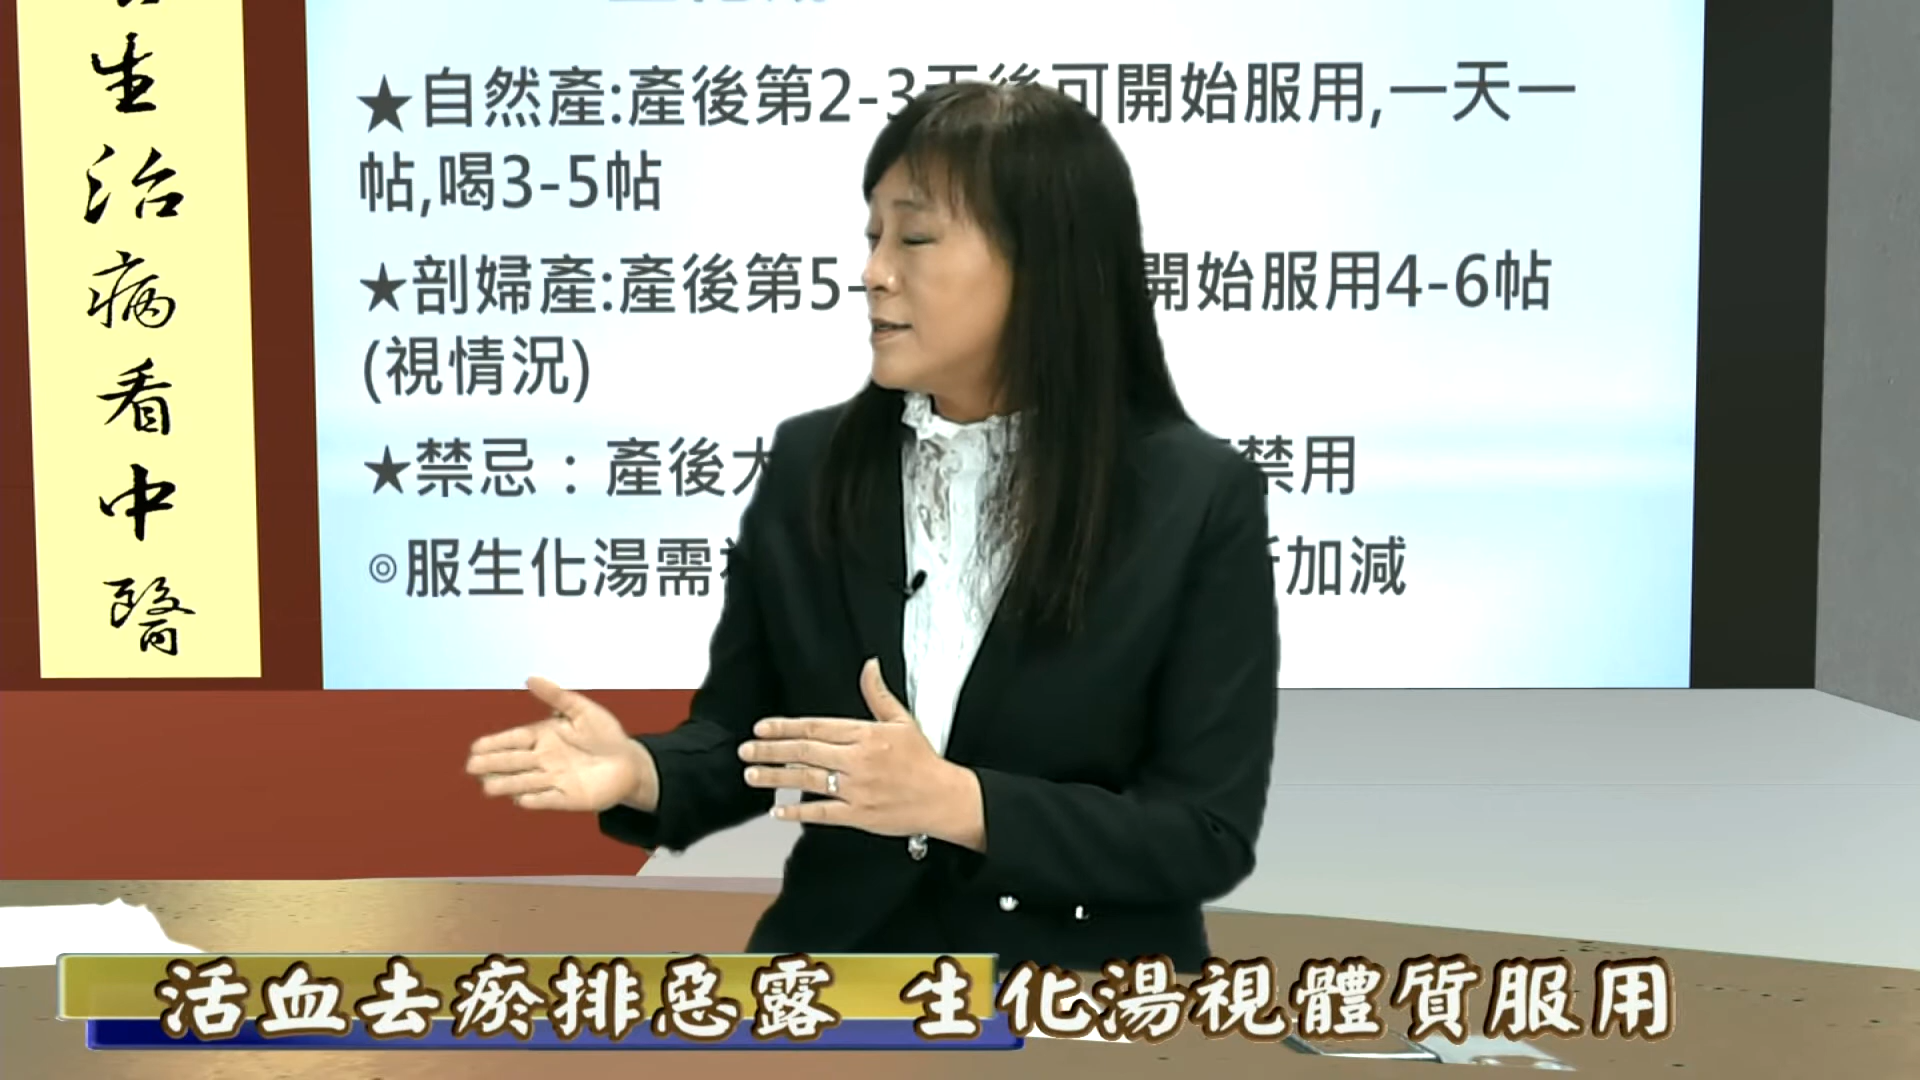 生治病看中醫
★自然產:產後第2-3天後可開始服用,一天一
帖,喝3-5帖
★剖婦產:產後第5- 開始服用4-6帖
(視情況)
★禁忌：產後大 禁用
◎服生化湯需 加減
活血去瘀排惡露 生化湯視體質服用